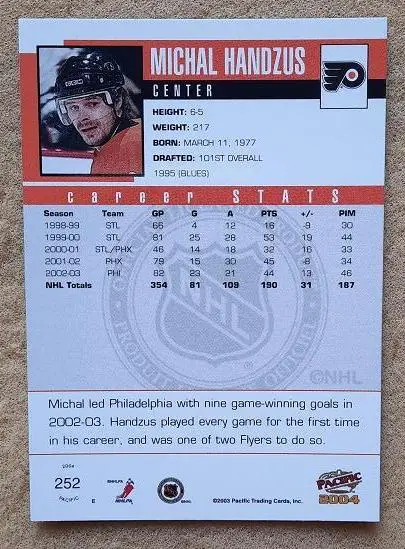 MICHAL HANDZUS
CENTER
HEIGHT: 6-5
WEIGHT: 217
BORN: MARCH 11, 1977
DRAFTED: 101ST OVERALL
1995 (BLUES)
career STATS
Season Team GP G A PTS +/- PIM
1998-99 STL 66 4 12 16 -9 30
1999-00 STL 81 25 28 53 19 44
2000-01 STL/PHX 46 14 18 32 16 33
2001-02 PHX 79 15 30 45 -8 34
2002-03 PHI 82 23 21 44 13 46
NHL Totals 354 81 109 190 31 187
NHL
©NHL
Michal led Philadelphia with nine game-winning goals in
2002-03. Handzus played every game for the first time
in his career, and was one of two Flyers to do so.
2004
252
PACIFIC
E
NHLPA
NHLPA
NHL
©2003 Pacific Trading Cards, Inc.
PACIFIC
2004